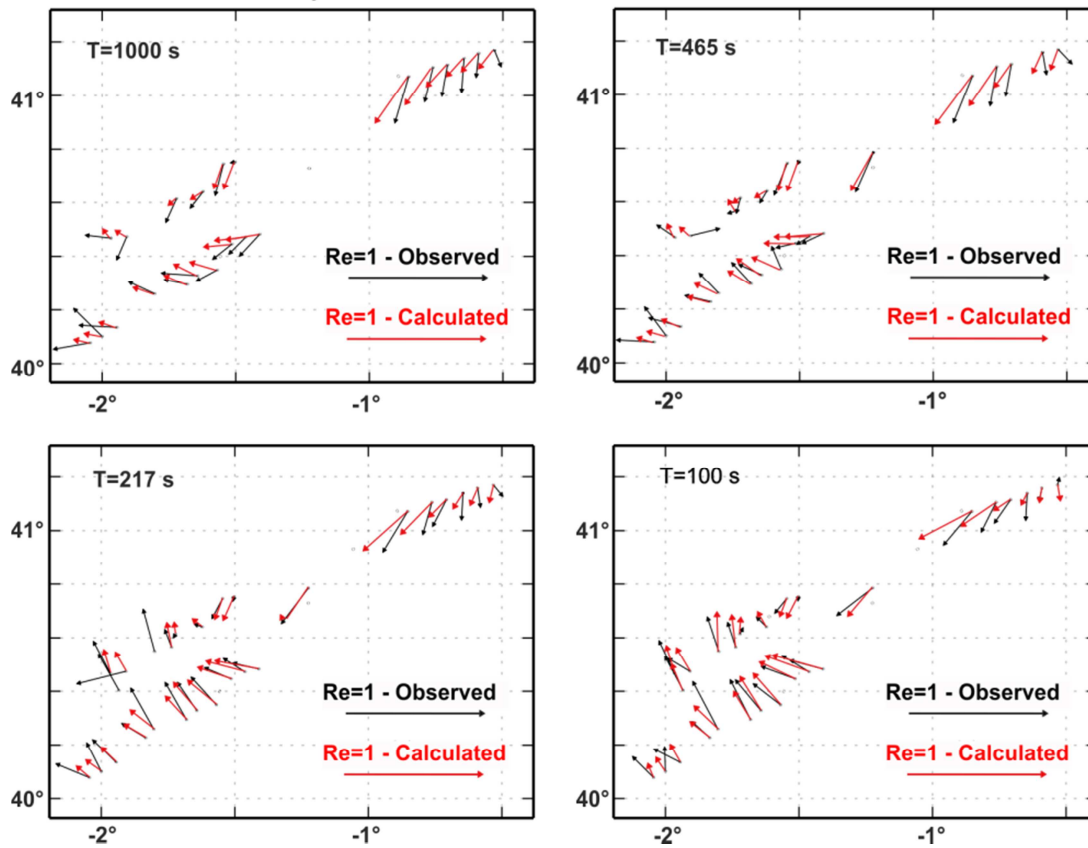 T=1000 s
41°
Re=1 - Observed
Re=1 - Calculated
40°
-2°
-1°
T=465 s
41°
Re=1 - Observed
Re=1 - Calculated
40°
-2°
-1°
T=217 s
41°
Re=1 - Observed
Re=1 - Calculated
40°
-2°
-1°
T=100 s
41°
Re=1 - Observed
Re=1 - Calculated
40°
-2°
-1°